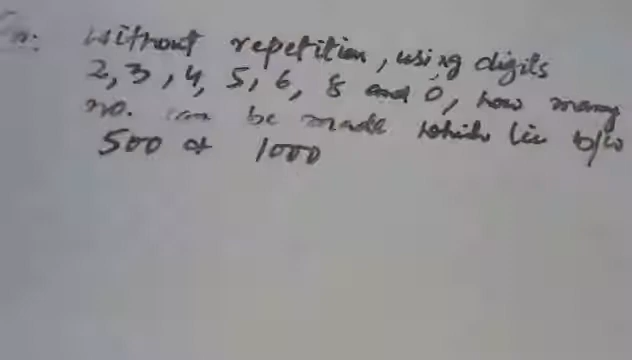 n: without repetition, using digits
2, 3, 4, 5, 6, 8 and 0, how many
no. can be made which lie b/w
500 & 1000